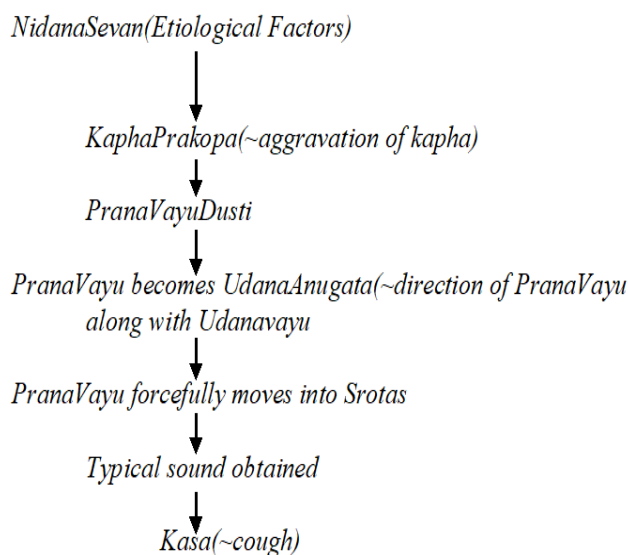 NidanaSevan(Etiological Factors)
KaphaPrakopa(~aggravation of kapha)
PranaVayuDusti
PranaVayu becomes UdanaAnugata(~direction of PranaVayu
along with Udanavayu
PranaVayu forcefully moves into Srotas
Typical sound obtained
Kasa(~cough)